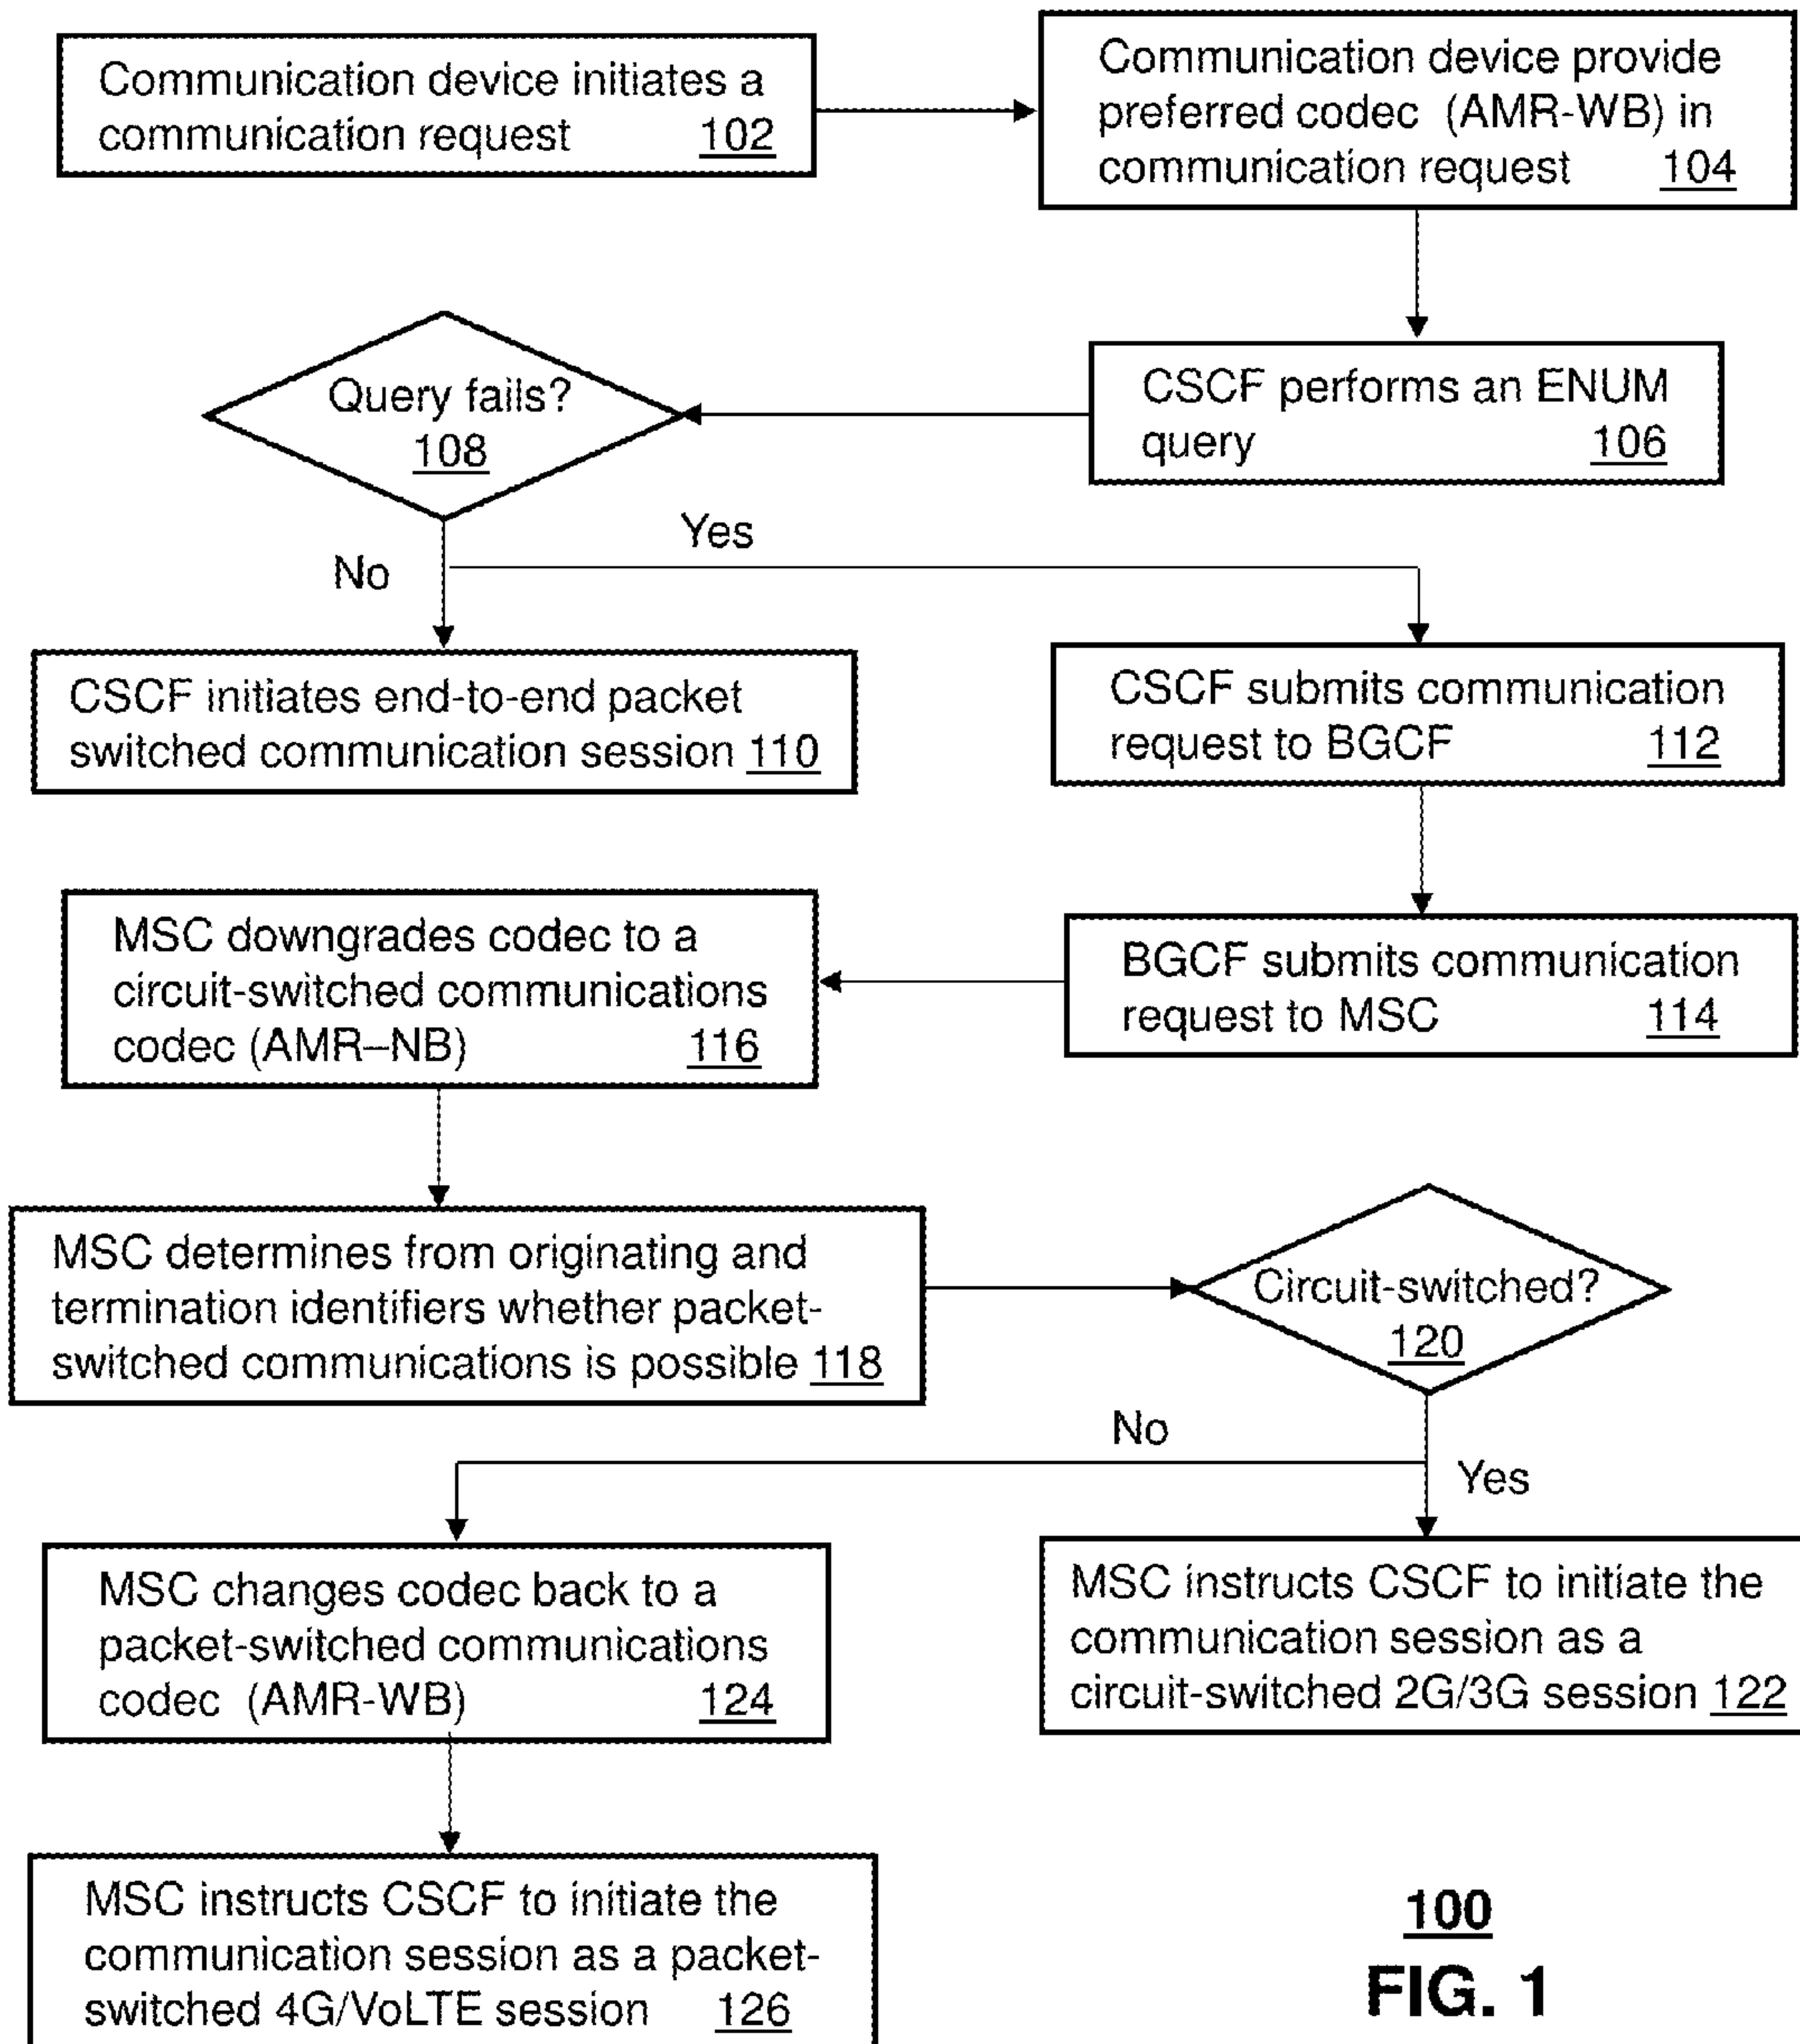 Communication device initiates a
communication request 102
Communication device provide
preferred codec (AMR-WB) in
communication request 104
CSCF performs an ENUM
query 106
Query fails?
108
No
Yes
CSCF initiates end-to-end packet
switched communication session 110
CSCF submits communication
request to BGCF 112
BGCF submits communication
request to MSC 114
MSC downgrades codec to a
circuit-switched communications
codec (AMR–NB) 116
MSC determines from originating and
termination identifiers whether packet-
switched communications is possible 118
Circuit-switched?
120
No
Yes
MSC instructs CSCF to initiate the
communication session as a
circuit-switched 2G/3G session 122
MSC changes codec back to a
packet-switched communications
codec (AMR-WB) 124
MSC instructs CSCF to initiate the
communication session as a packet-
switched 4G/VoLTE session 126
100
FIG. 1